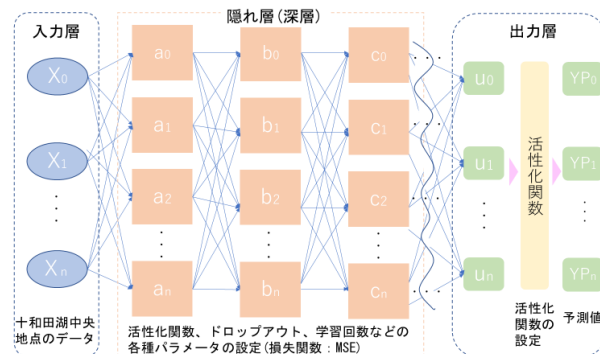 入力層
隠れ層(深層)
出力層
X0
X1
Xn
a0
a1
a2
an
b0
b1
b2
bn
c0
c1
c2
cn
u0
u1
un
活性化関数
YP0
YP1
YPn
十和田湖中央
地点のデータ
活性化関数、ドロップアウト、学習回数などの
各種パラメータの設定(損失関数：MSE)
活性化
関数の
設定
予測値